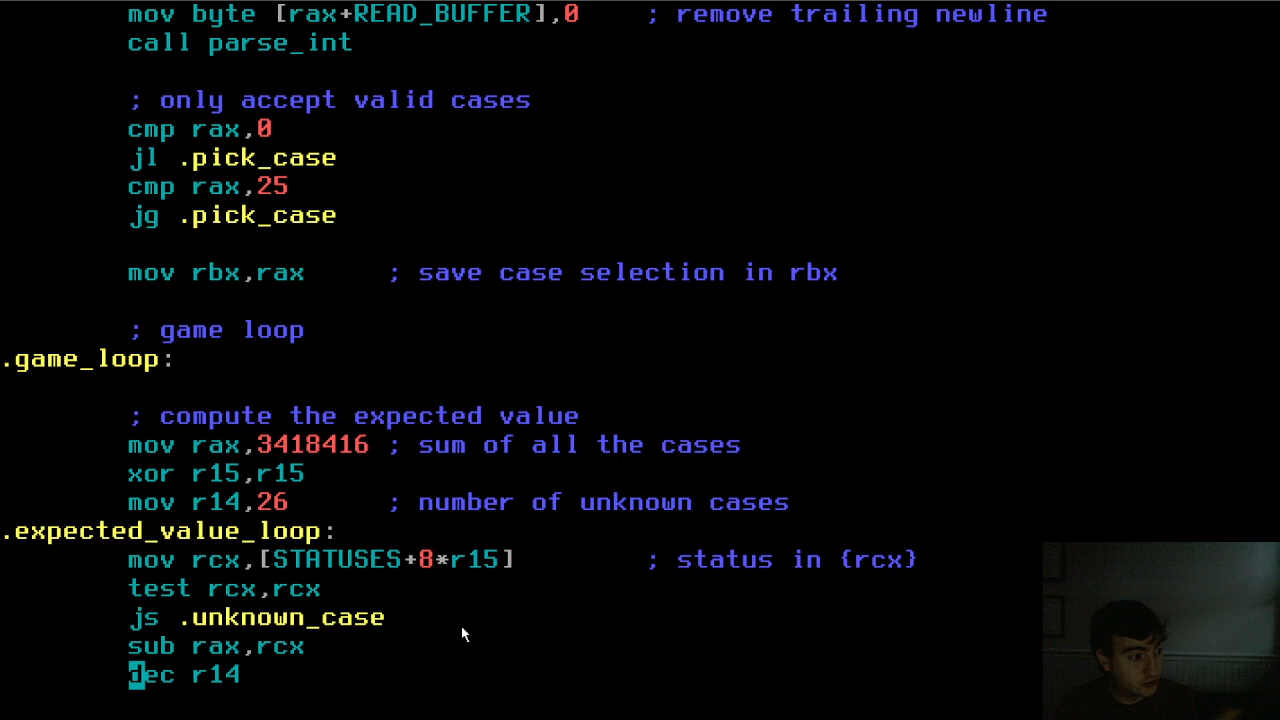 mov byte [rax+READ_BUFFER],0    ; remove trailing newline
call parse_int
; only accept valid cases
cmp rax,0
jl .pick_case
cmp rax,25
jg .pick_case
mov rbx,rax     ; save case selection in rbx
; game loop
.game_loop:
; compute the expected value
mov rax,3418416 ; sum of all the cases
xor r15,r15
mov r14,26      ; number of unknown cases
.expected_value_loop:
mov rcx,[STATUSES+8*r15]        ; status in {rcx}
test rcx,rcx
js .unknown_case
sub rax,rcx
dec r14